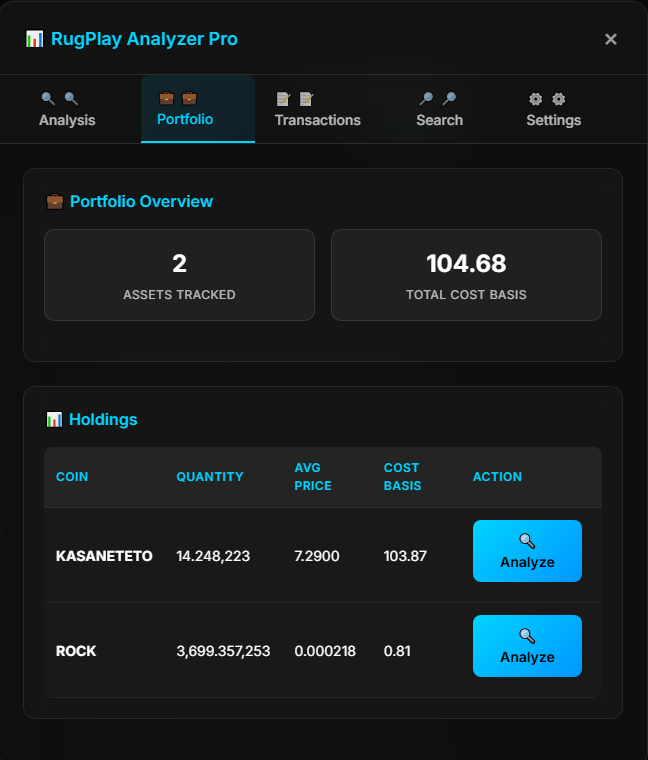 📊 RugPlay Analyzer Pro
×
🔍 🔍 Analysis
💼 💼 Portfolio
📝 📝 Transactions
🔎 🔎 Search
⚙ ⚙ Settings
💼 Portfolio Overview
2
ASSETS TRACKED
104.68
TOTAL COST BASIS
📊 Holdings
COIN QUANTITY AVG PRICE COST BASIS ACTION
KASANETETO 14.248,223 7.2900 103.87 🔍 Analyze
ROCK 3,699.357,253 0.000218 0.81 🔍 Analyze